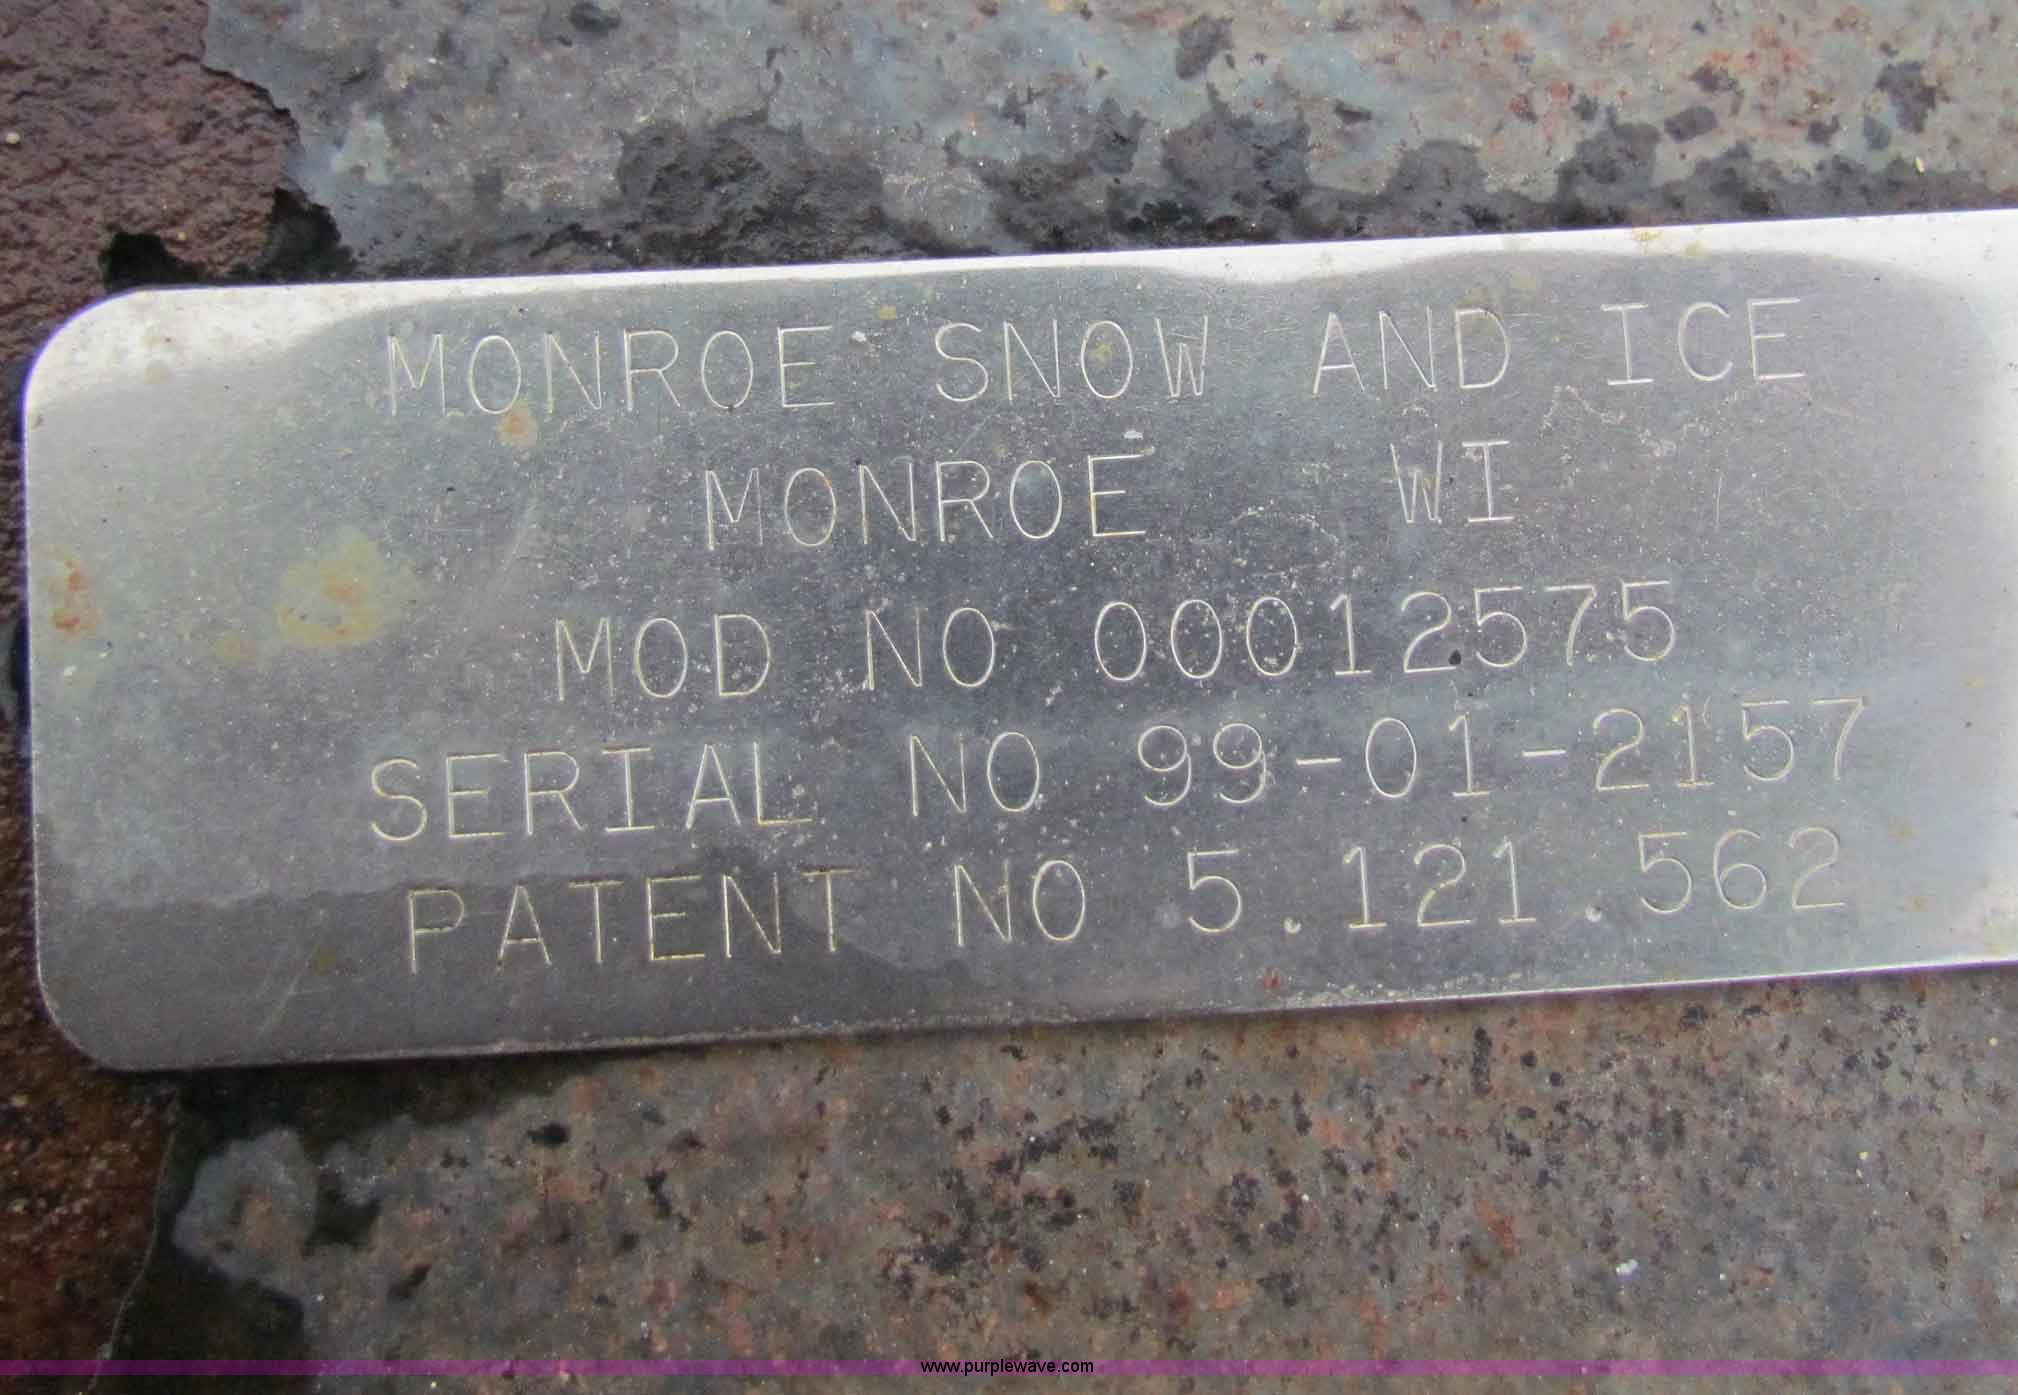 MONROE SNOW AND ICE
MONROE WI
MOD NO 00012575
SERIAL NO 99-01-2157
PATENT NO 5.121.562
www.purplewave.com